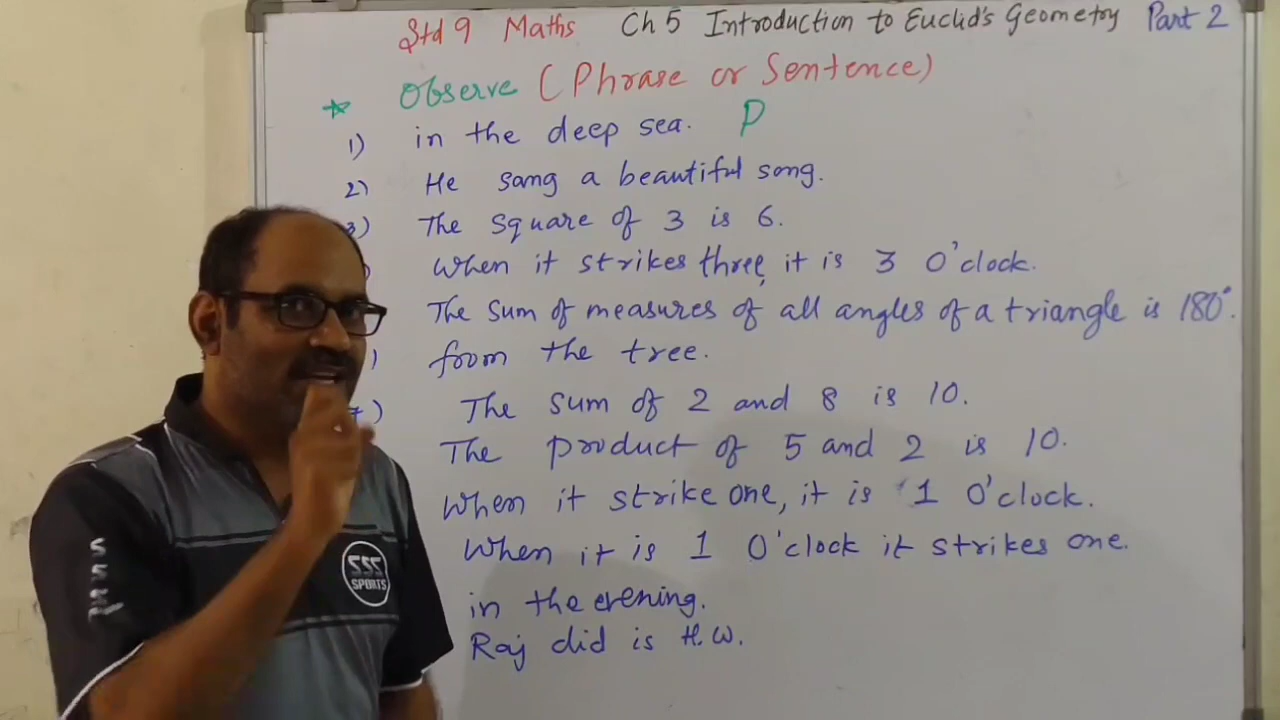 Std 9 Maths Ch 5 Introduction to Euclid's Geometry Part 2
* Observe (Phrase or Sentence)
1) in the deep sea. P
2) He sang a beautiful song.
3) The square of 3 is 6.
) When it strikes three, it is 3 O'clock.
The sum of measures of all angles of a triangle is 180°.
) from the tree.
7) The sum of 2 and 8 is 10.
The product of 5 and 2 is 10.
When it strike one, it is 1 O'clock.
When it is 1 O'clock it strikes one.
in the evening.
Raj did is H.W.
SSS
SPORTS